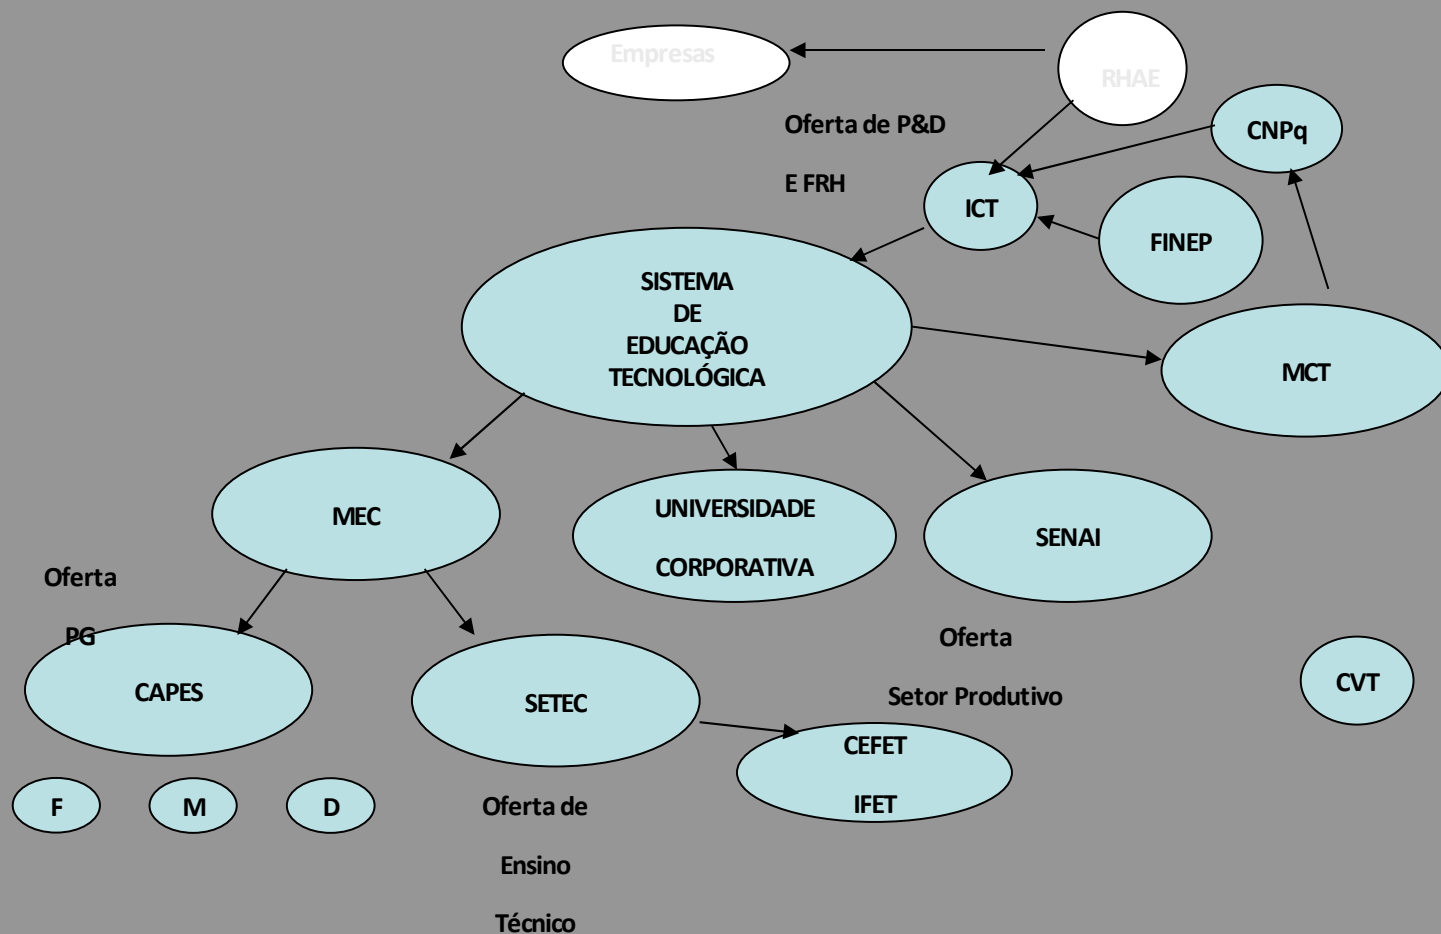 Empresas
RHAE
CNPq
Oferta de P&D
E FRH
ICT
FINEP
SISTEMA
DE
EDUCAÇÃO
TECNOLÓGICA
MCT
MEC
UNIVERSIDADE
CORPORATIVA
SENAI
Oferta
PG
CAPES
SETEC
Oferta
Setor Produtivo
CVT
CEFET
IFET
F
M
D
Oferta de
Ensino
Técnico